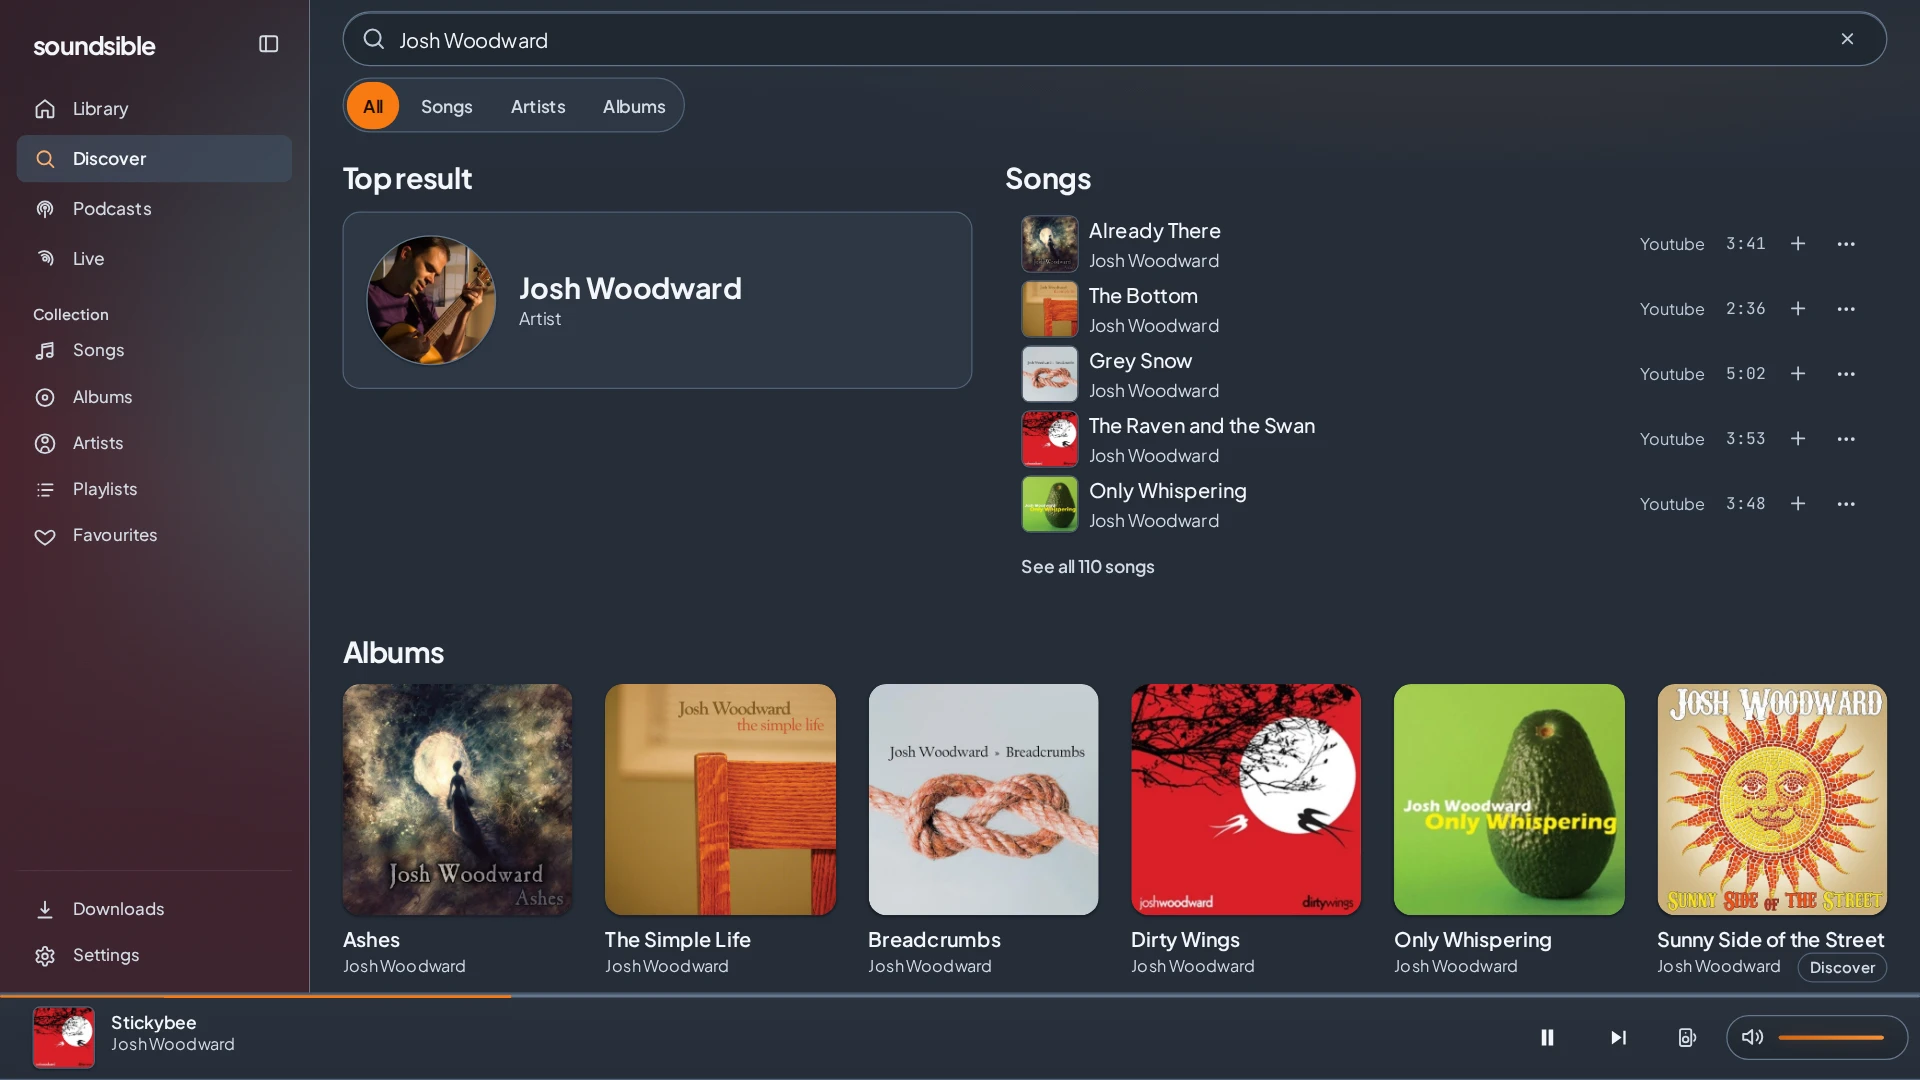 soundsible
Library
Discover
Podcasts
Live
Collection
Songs
Albums
Artists
Playlists
Favourites
Downloads
Settings
Josh Woodward
All
Songs
Artists
Albums
Top result
Josh Woodward
Artist
Songs
Already There
Josh Woodward
Youtube 3:41
The Bottom
Josh Woodward
Youtube 2:36
Grey Snow
Josh Woodward
Youtube 5:02
The Raven and the Swan
Josh Woodward
Youtube 3:53
Only Whispering
Josh Woodward
Youtube 3:48
See all 110 songs
Albums
Josh Woodward
Ashes
Ashes
Josh Woodward
Josh Woodward
the simple life
The Simple Life
Josh Woodward
Josh Woodward » Breadcrumbs
Breadcrumbs
Josh Woodward
joshwoodward dirtywings
Dirty Wings
Josh Woodward
Josh Woodward
Only Whispering
Only Whispering
Josh Woodward
JOSH WOODWARD
SUNNY SIDE OF THE STREET
Sunny Side of the Street
Josh Woodward
Discover
Stickybee
Josh Woodward